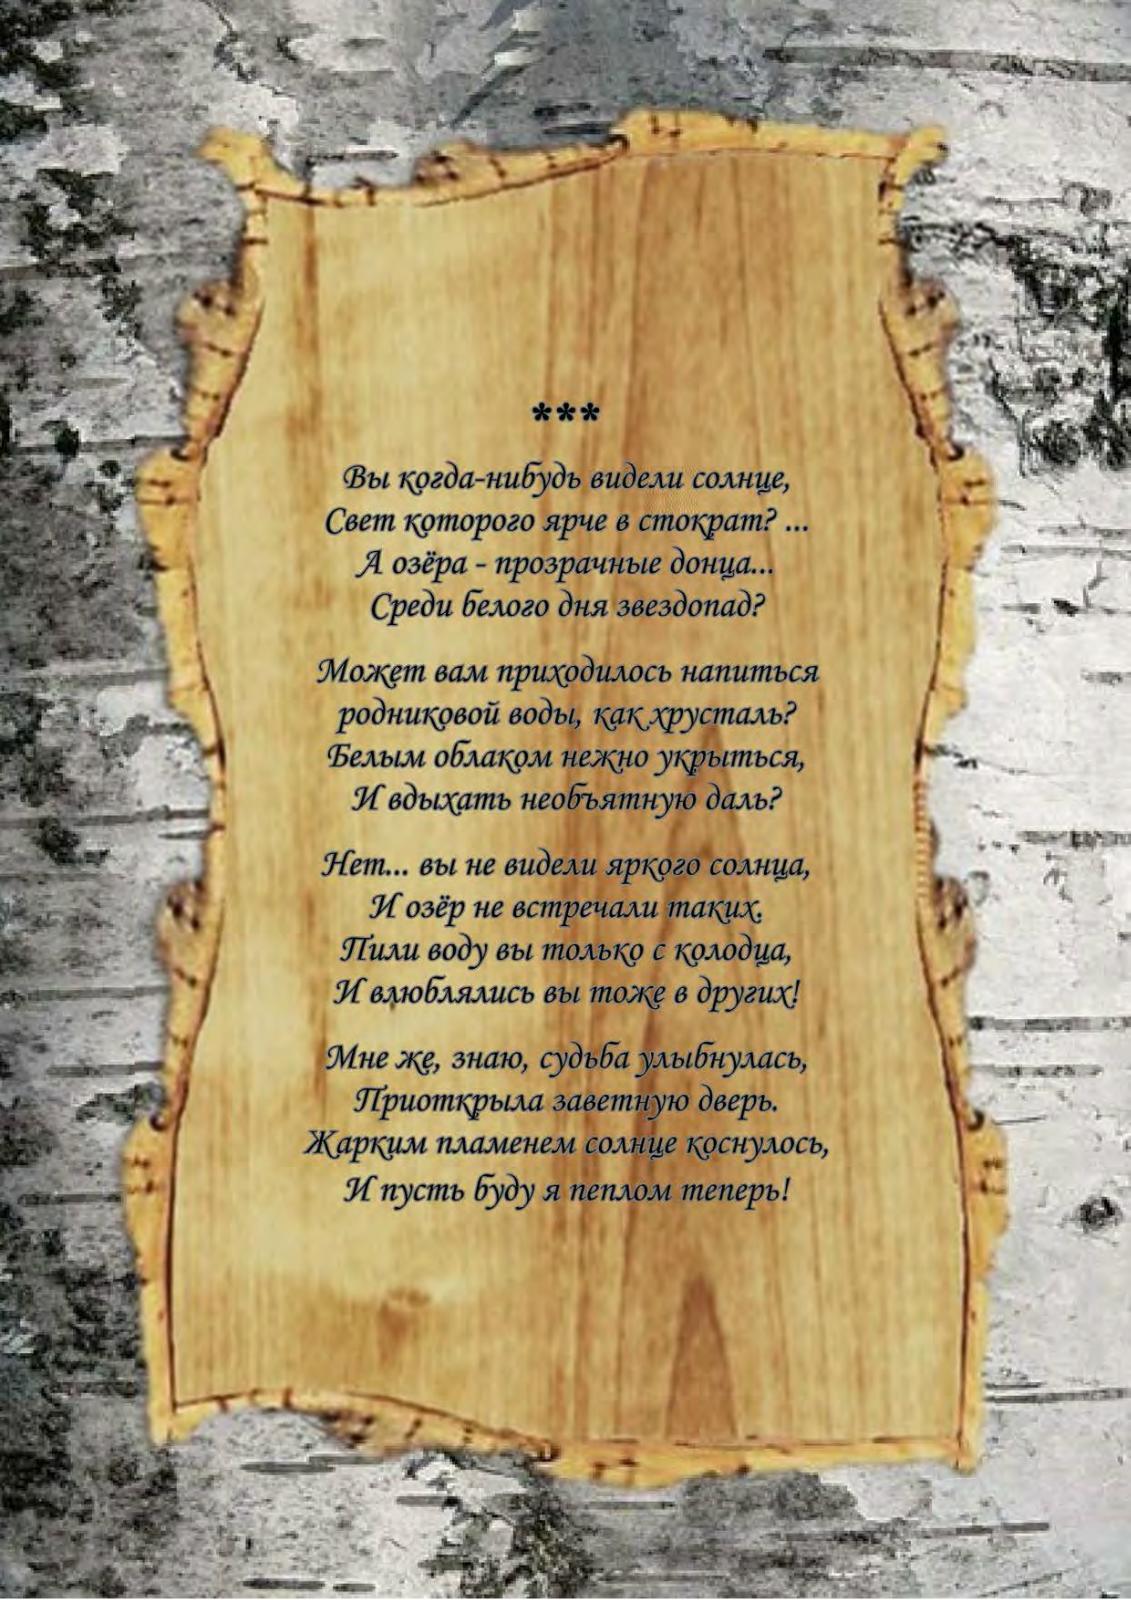 ***
Вы когда-нибудь видели солнце,
Свет которого ярче в стократ? ...
А озёра - прозрачные донца...
Среди белого дня звездопад?
Может вам приходилось напиться
родниковой воды, как хрусталь?
Белым облаком нежно укрыться,
И вдыхать необъятную даль?
Нет... вы не видели яркого солнца,
И озёр не встречали таких.
Пили воду вы только с колодца,
И влюблялись вы тоже в других!
Мне же, знаю, судьба улыбнулась,
Приоткрыла заветную дверь.
Жарким пламенем солнце коснулось,
И пусть буду я пеплом теперь!